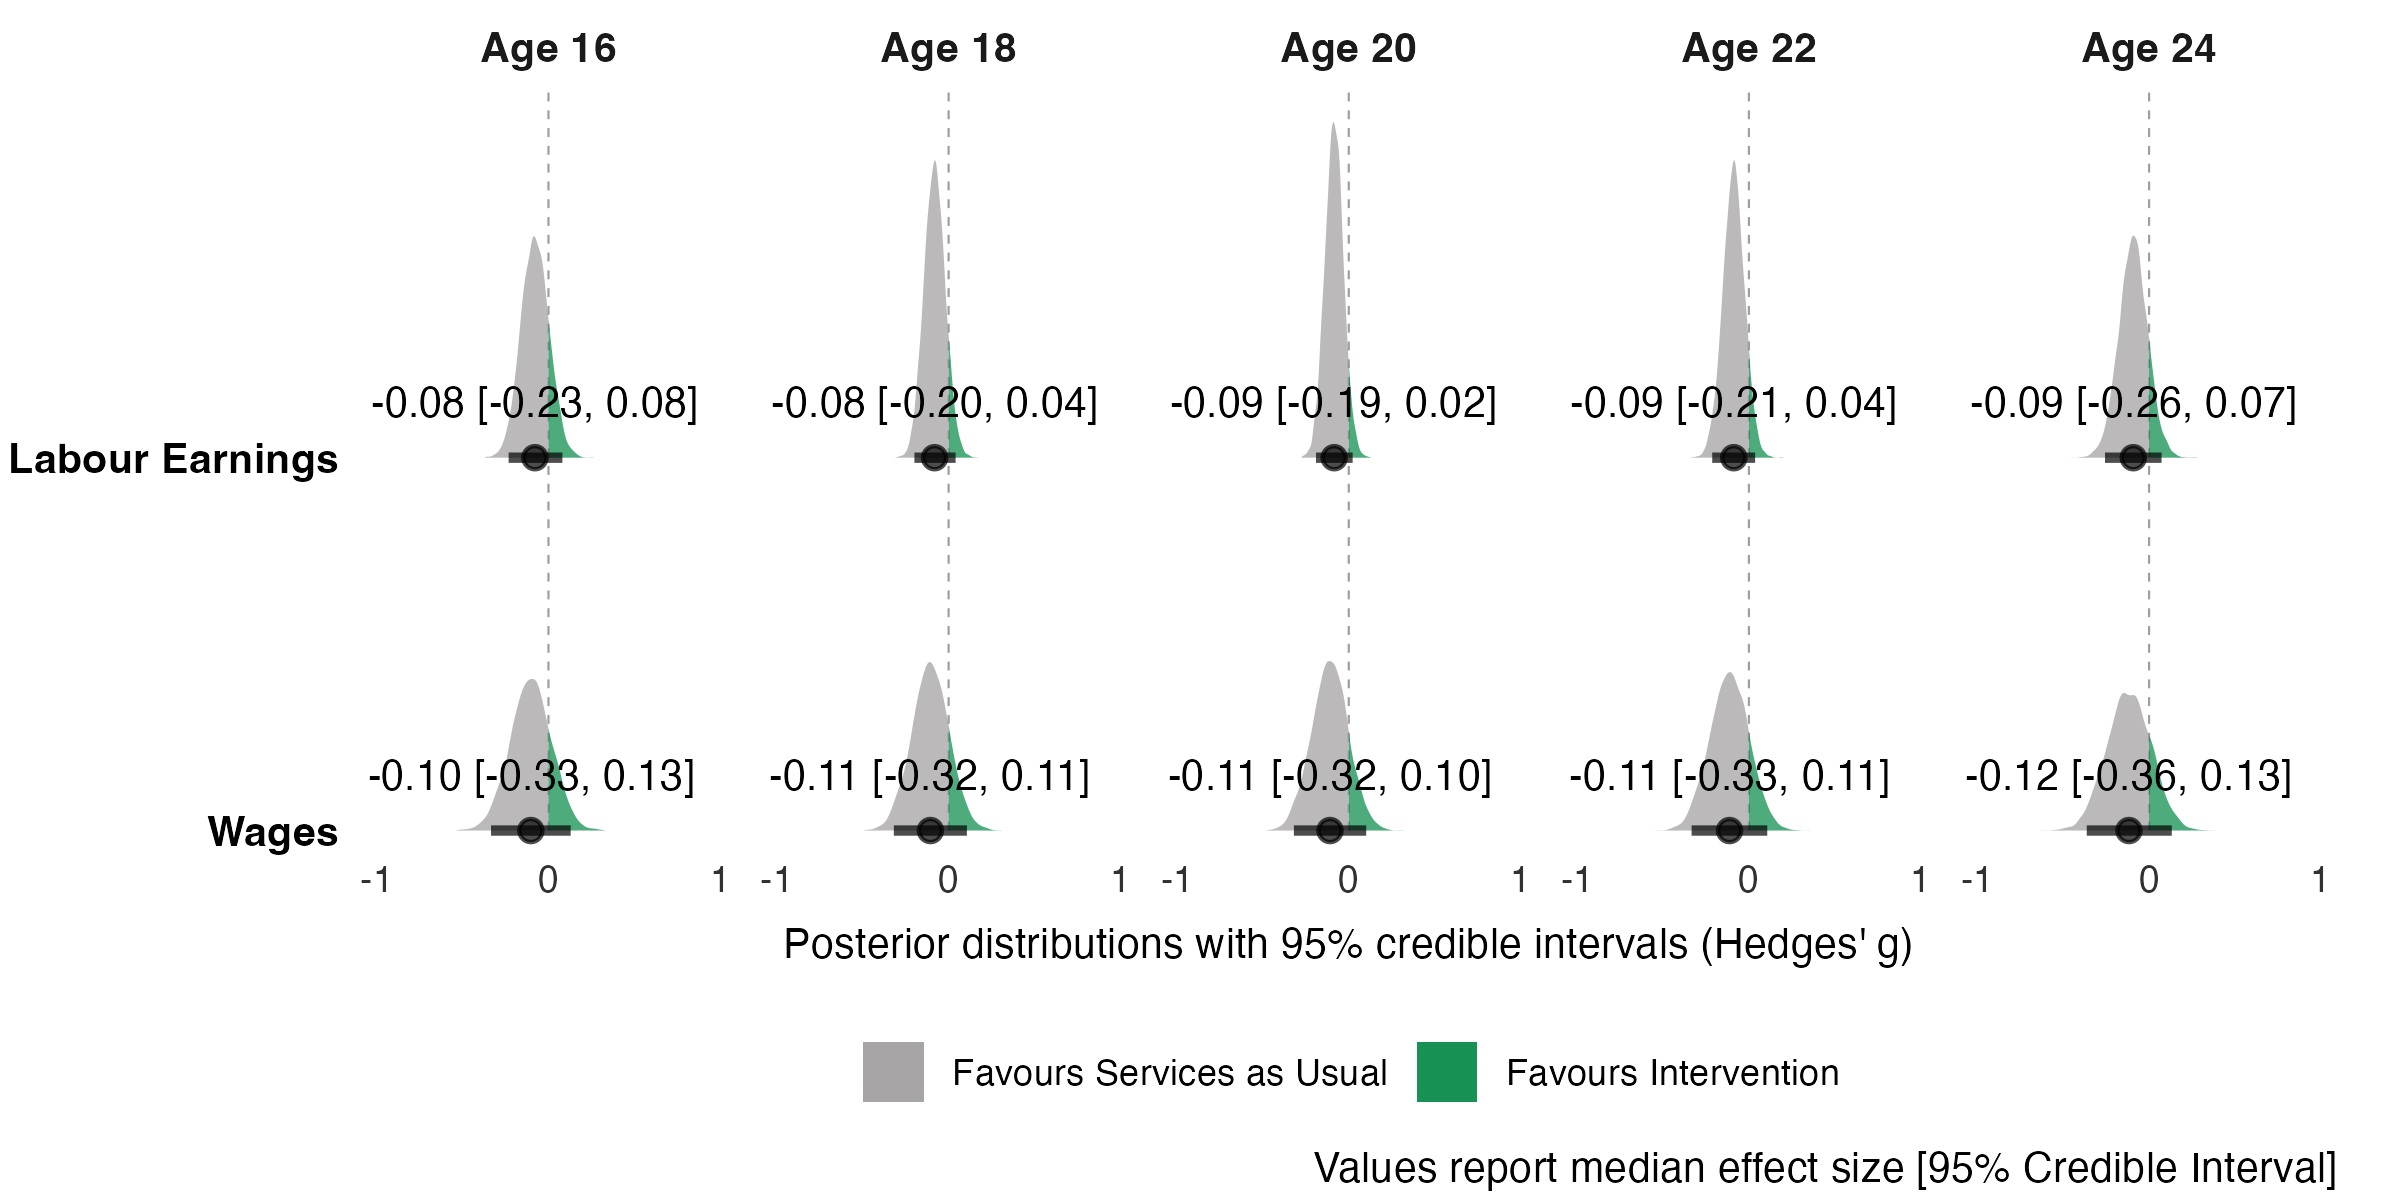 Age 16 Age 18 Age 20 Age 22 Age 24
-0.08 [-0.23, 0.08] -0.08 [-0.20, 0.04] -0.09 [-0.19, 0.02] -0.09 [-0.21, 0.04] -0.09 [-0.26, 0.07]
Labour Earnings
-0.10 [-0.33, 0.13] -0.11 [-0.32, 0.11] -0.11 [-0.32, 0.10] -0.11 [-0.33, 0.11] -0.12 [-0.36, 0.13]
Wages
-1 0 1 -1 0 1 -1 0 1 -1 0 1 -1 0 1
Posterior distributions with 95% credible intervals (Hedges' g)
Favours Services as Usual Favours Intervention
Values report median effect size [95% Credible Interval]